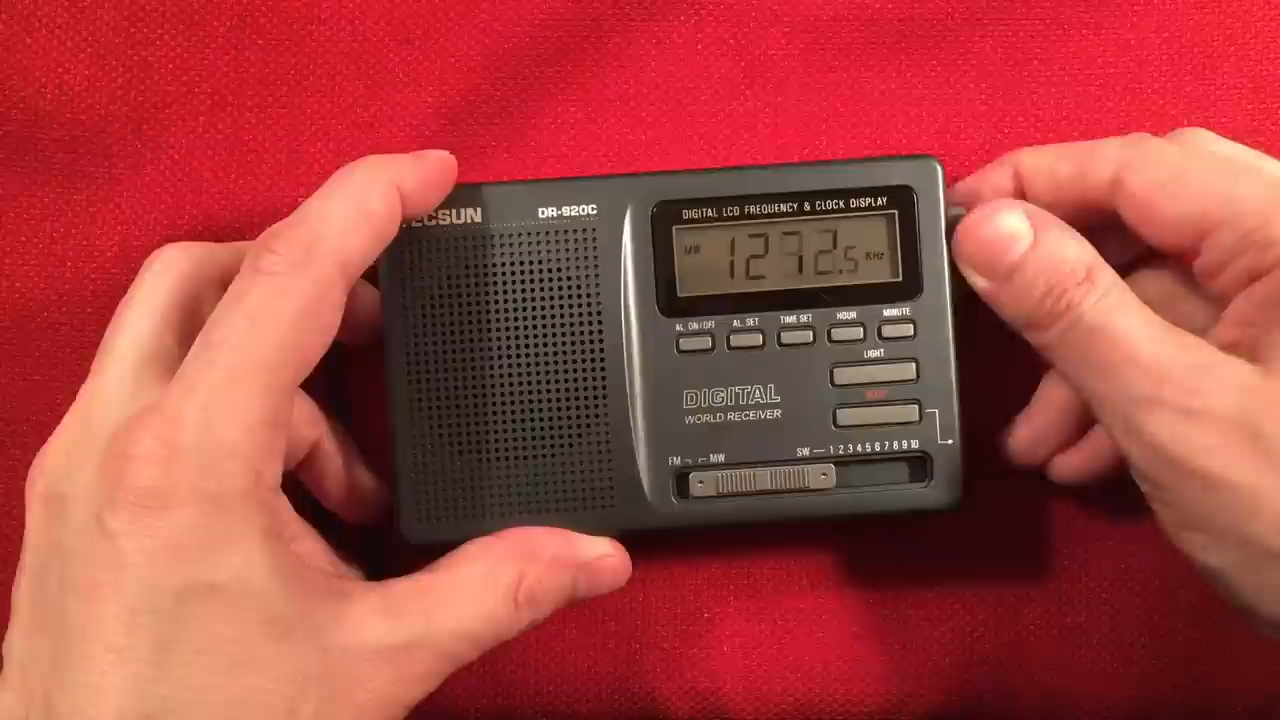 ECSUN DR-920C
DIGITAL LCD FREQUENCY & CLOCK DISPLAY
MW 1292.5 KHz
AL. ON/OFF AL. SET TIME SET HOUR MINUTE
LIGHT
DIGITAL
WORLD RECEIVER
FM MW SW 1 2 3 4 5 6 7 8 9 10